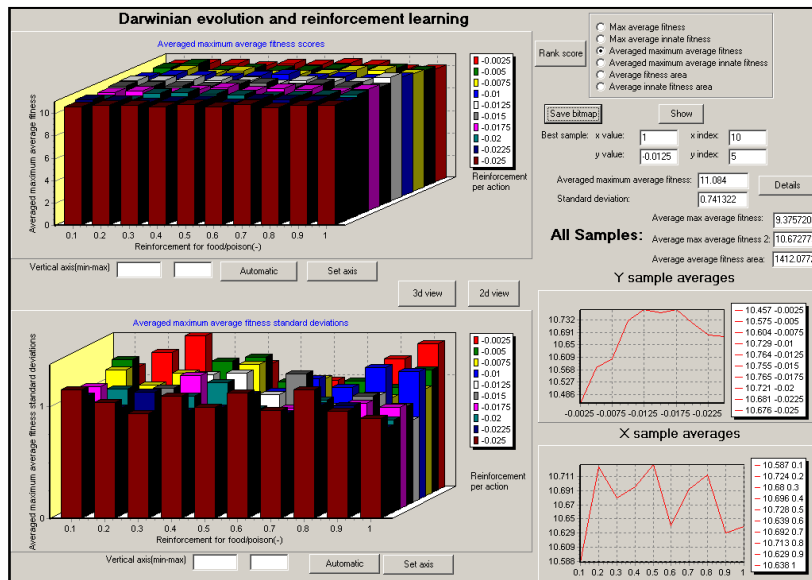 Darwinian evolution and reinforcement learning
Averaged maximum average fitness scores
Averaged maximum average fitness
10
8
6
4
2
0
0.1 0.2 0.3 0.4 0.5 0.6 0.7 0.8 0.9 1
Reinforcement for food/poison(-)
-0.0025
-0.005
-0.0075
-0.01
-0.0125
-0.015
-0.0175
-0.02
-0.0225
-0.025
Reinforcement
per action
Vertical axis(min-max)
Automatic
Set axis
3d view
2d view
Averaged maximum average fitness standard deviations
Averaged maximum average fitness standard deviations
1
0
0.1 0.2 0.3 0.4 0.5 0.6 0.7 0.8 0.9 1
Reinforcement for food/poison(-)
-0.0025
-0.005
-0.0075
-0.01
-0.0125
-0.015
-0.0175
-0.02
-0.0225
-0.025
Reinforcement
per action
Vertical axis(min-max)
Automatic
Set axis
Rank score
Max average fitness
Max average innate fitness
Averaged maximum average fitness
Averaged maximum average innate fitness
Average fitness area
Average innate fitness area
Save bitmap
Show
Best sample: x value: 1 x index: 10
y value: -0.0125 y index: 5
Averaged maximum average fitness: 11.084
Standard deviation: 0.741322
Details
All Samples:
Average max average fitness: 9.375720
Average max average fitness 2: 10.67277
Average average fitness area: 1412.0772
Y sample averages
10.732
10.691
10.65
10.609
10.568
10.527
10.486
-0.0025 -0.0075 -0.0125 -0.0175 -0.0225
10.457 -0.0025
10.575 -0.005
10.604 -0.0075
10.729 -0.01
10.764 -0.0125
10.755 -0.015
10.765 -0.0175
10.721 -0.02
10.681 -0.0225
10.676 -0.025
X sample averages
10.711
10.691
10.67
10.65
10.629
10.609
10.588
0.1 0.2 0.3 0.4 0.5 0.6 0.7 0.8 0.9 1
10.587 0.1
10.724 0.2
10.68 0.3
10.696 0.4
10.728 0.5
10.639 0.6
10.692 0.7
10.713 0.8
10.629 0.9
10.638 1